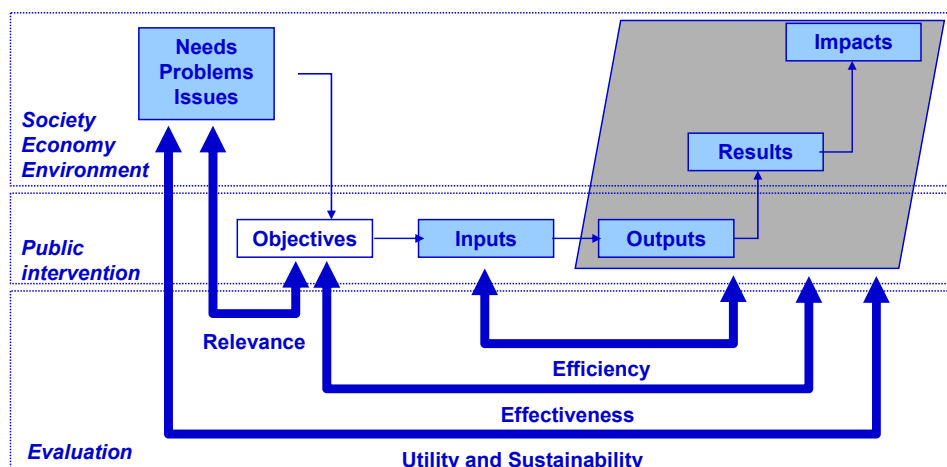 Needs
Problems
Issues
Impacts
Society
Economy
Environment
Results
Objectives
Inputs
Outputs
Public
intervention
Relevance
Efficiency
Effectiveness
Evaluation
Utility and Sustainability